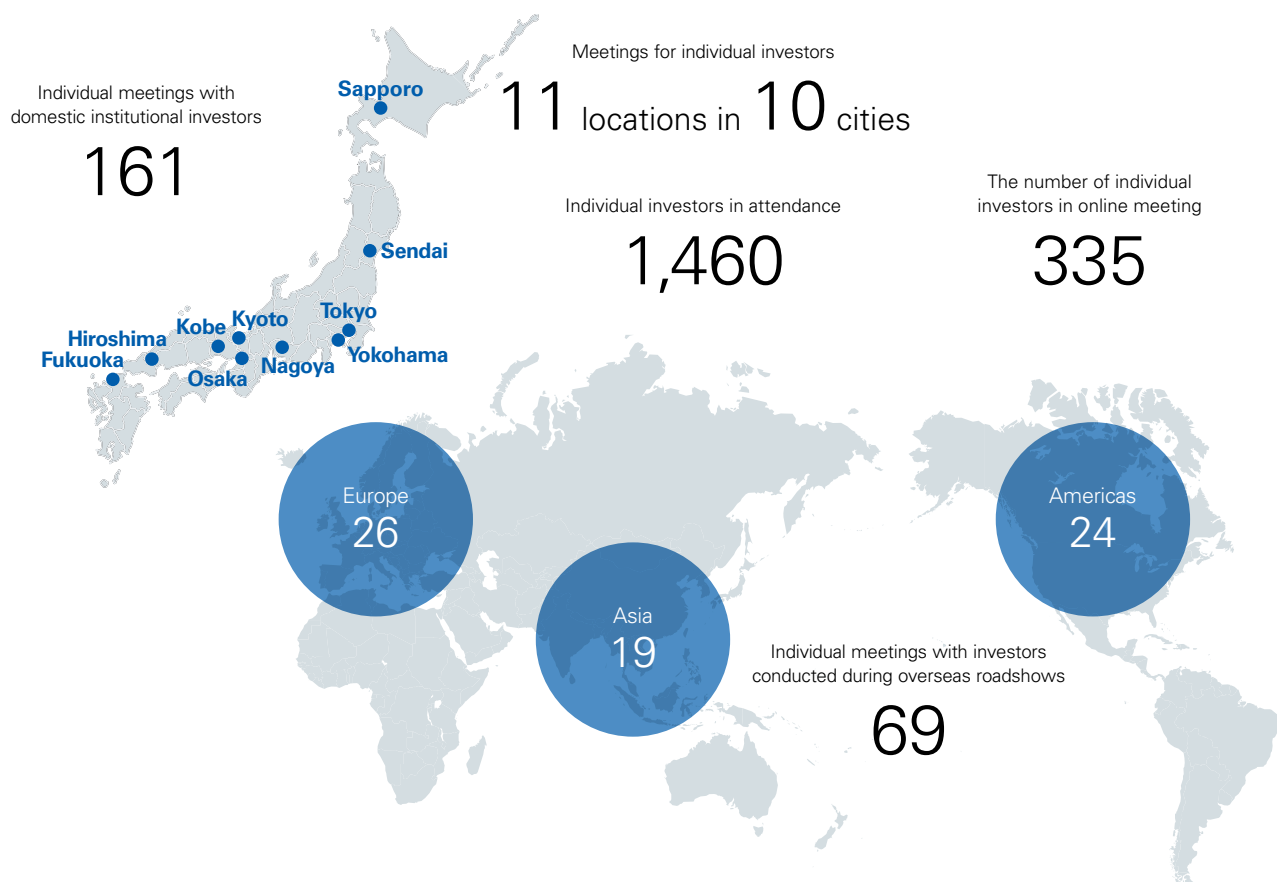 Individual meetings with
domestic institutional investors
161
Meetings for individual investors
11 locations in 10 cities
Individual investors in attendance
1,460
The number of individual
investors in online meeting
335
Sapporo
Sendai
Tokyo
Yokohama
Nagoya
Kyoto
Kobe
Osaka
Hiroshima
Fukuoka
Europe
26
Asia
19
Americas
24
Individual meetings with investors
conducted during overseas roadshows
69